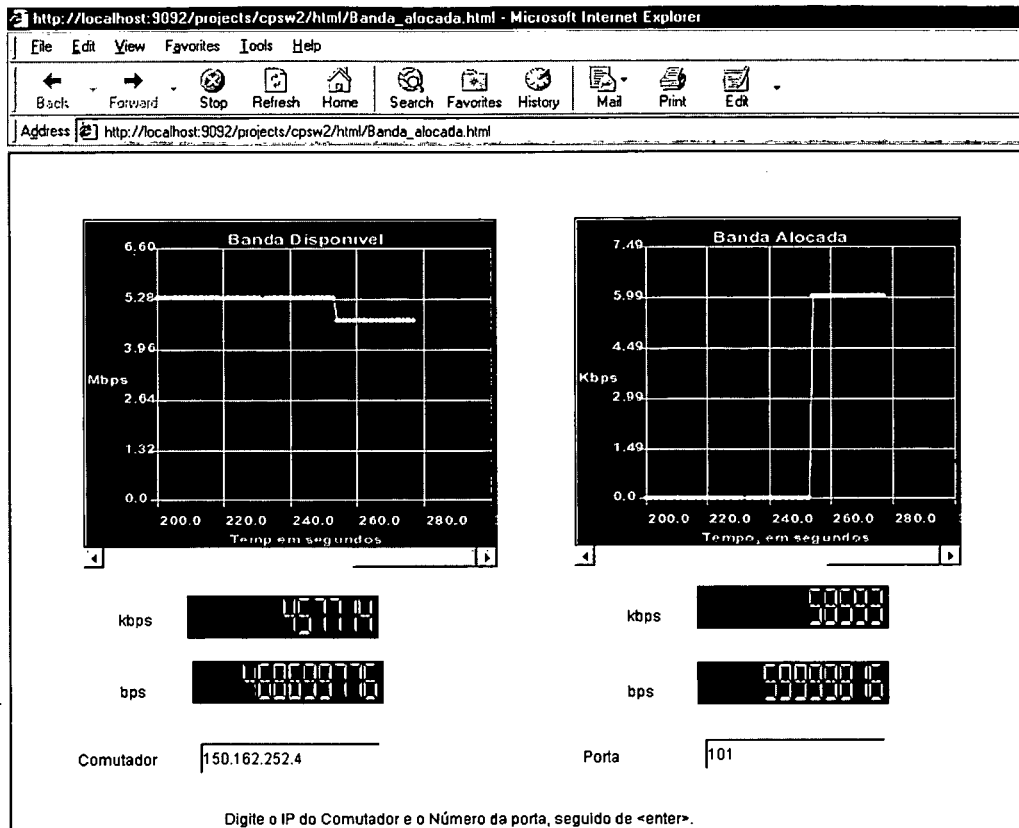 http://localhost:9092/projects/cpsw2/html/Banda_alocada.html - Microsoft Internet Explorer
File Edit View Favorites Tools Help
Back Forward Stop Refresh Home Search Favorites History Mail Print Edit
Address http://localhost:9092/projects/cpsw2/html/Banda_alocada.html
Banda Disponivel
6.60
5.28
3.96
Mbps
2.64
1.32
0.0
200.0 220.0 240.0 260.0 280.0
Temp em segundos
Banda Alocada
7.49
5.99
4.49
Kbps
2.99
1.49
0.0
200.0 220.0 240.0 260.0 280.0
Tempo, em segundos
kbps
kbps
bps
bps
Comutador 150.162.252.4
Porta 101
Digite o IP do Comutador e o Número da porta, seguido de <enter>.